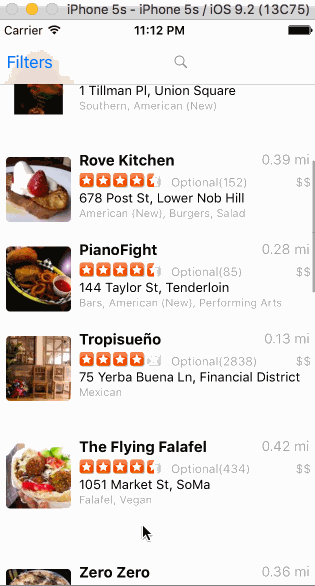 iPhone 5s - iPhone 5s / iOS 9.2 (13C75)
Carrier 11:12 PM
Filters
1 Tillman Pl, Union Square
Southern, American (New)
Rove Kitchen 0.39 mi
Optional(152) $$
678 Post St, Lower Nob Hill
American (New), Burgers, Salad
PianoFight 0.28 mi
Optional(85) $$
144 Taylor St, Tenderloin
Bars, American (New), Performing Arts
Tropisueño 0.13 mi
Optional(2838) $$
75 Yerba Buena Ln, Financial District
Mexican
The Flying Falafel 0.42 mi
Optional(434) $$
1051 Market St, SoMa
Falafel, Vegan
Zero Zero 0.36 mi